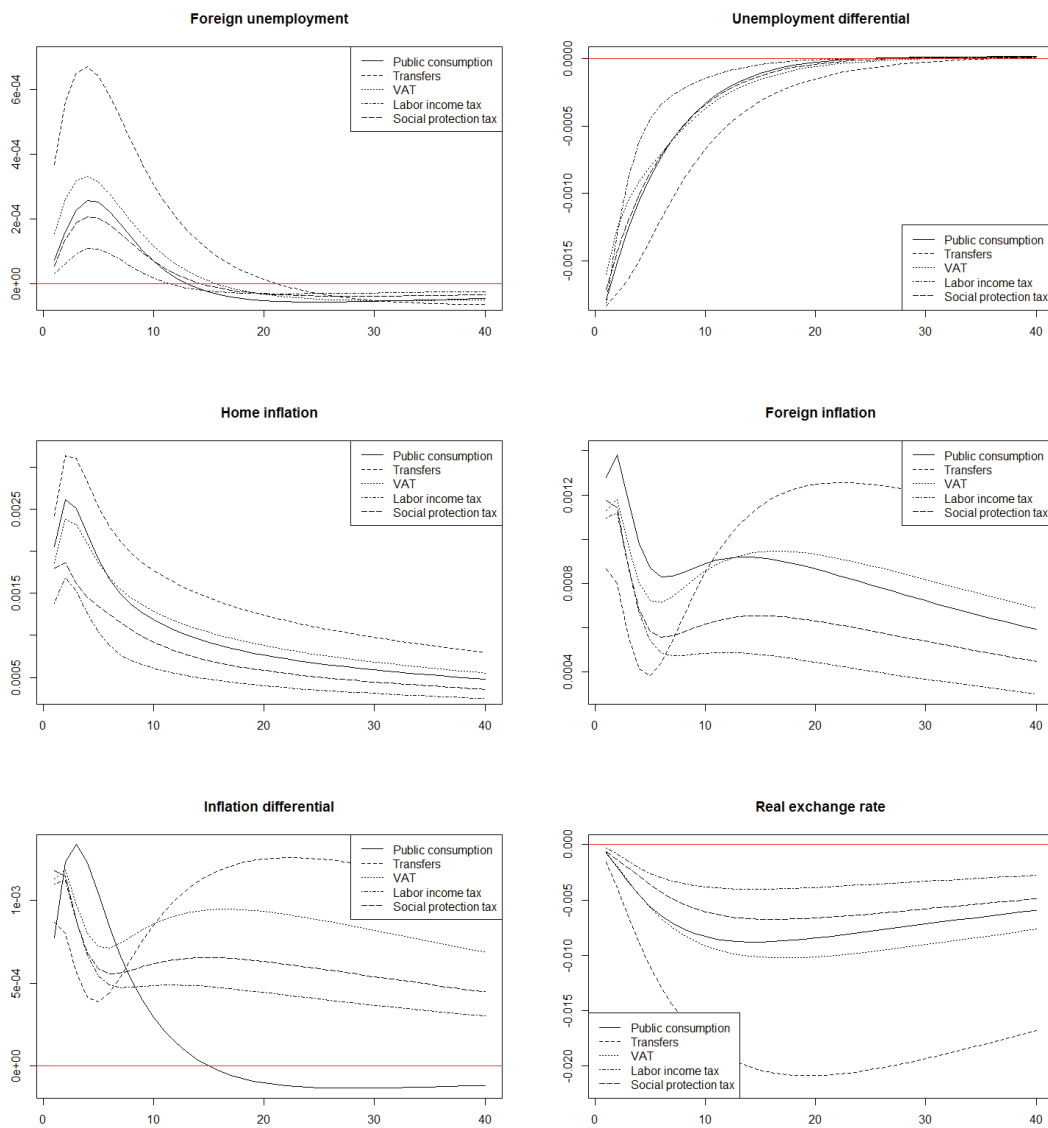 Foreign unemployment
6e-04
4e-04
2e-04
0e+00
0 10 20 30 40
Public consumption
Transfers
VAT
Labor income tax
Social protection tax
Unemployment differential
0.0000
-0.0005
-0.0010
-0.0015
0 10 20 30 40
Public consumption
Transfers
VAT
Labor income tax
Social protection tax
Home inflation
0.0025
0.0015
0.0005
0 10 20 30 40
Public consumption
Transfers
VAT
Labor income tax
Social protection tax
Foreign inflation
0.0012
0.0008
0.0004
0 10 20 30 40
Public consumption
Transfers
VAT
Labor income tax
Social protection tax
Inflation differential
1e-03
5e-04
0e+00
0 10 20 30 40
Public consumption
Transfers
VAT
Labor income tax
Social protection tax
Real exchange rate
0.000
-0.005
-0.010
-0.015
-0.020
0 10 20 30 40
Public consumption
Transfers
VAT
Labor income tax
Social protection tax